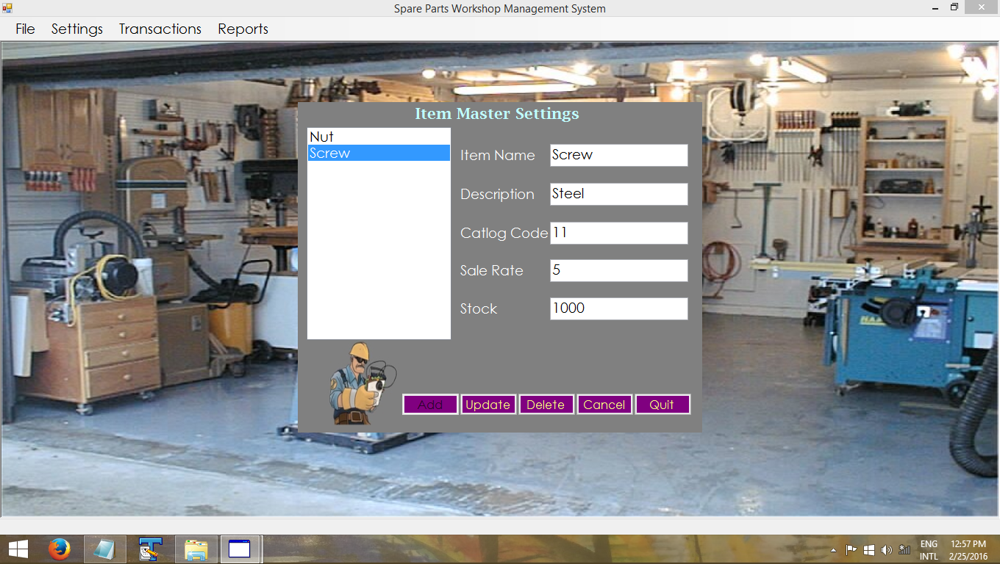 Spare Parts Workshop Management System
File Settings Transactions Reports
Item Master Settings
Nut
Screw
Item Name Screw
Description Steel
Catlog Code 11
Sale Rate 5
Stock 1000
Add Update Delete Cancel Quit
ENG 12:57 PM
INTL 2/25/2016